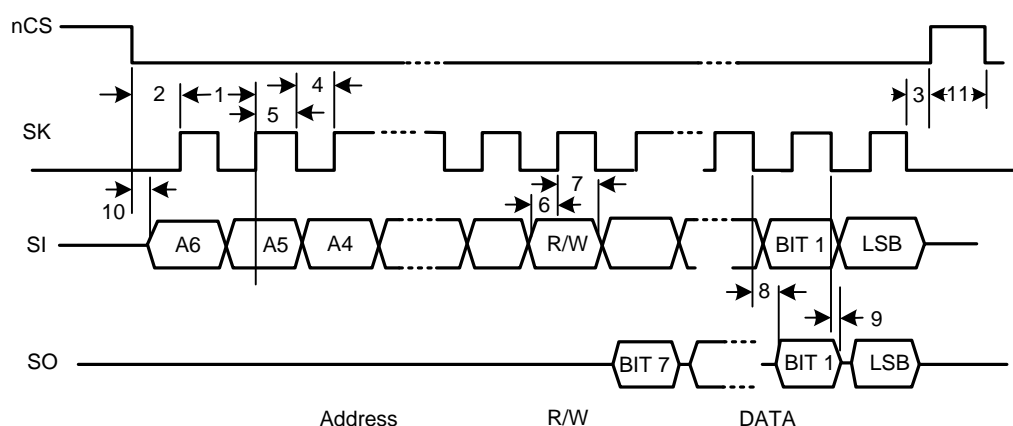 nCS
2 1 5 4 3 11
SK
10 7 6
SI A6 A5 A4 R/W BIT 1 LSB
8 9
SO BIT 7 BIT 1 LSB
Address R/W DATA